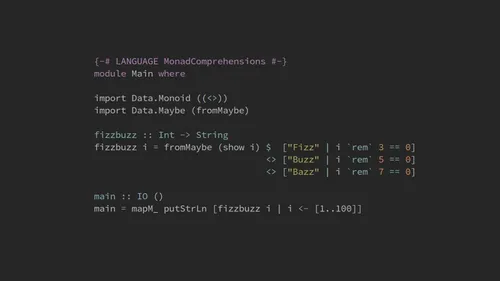 {-# LANGUAGE MonadComprehensions #-}
module Main where

import Data.Monoid ((<>))
import Data.Maybe (fromMaybe)

fizzbuzz :: Int -> String
fizzbuzz i = fromMaybe (show i) $  ["Fizz" | i `rem` 3 == 0]
                                <> ["Buzz" | i `rem` 5 == 0]
                                <> ["Bazz" | i `rem` 7 == 0]

main :: IO ()
main = mapM_ putStrLn [fizzbuzz i | i <- [1..100]]